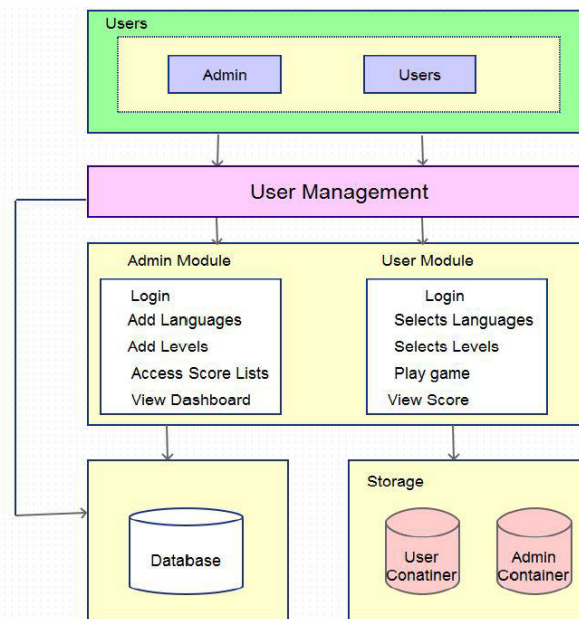 Users
Admin
Users
User Management
Admin Module
Login
Add Languages
Add Levels
Access Score Lists
View Dashboard
User Module
Login
Selects Languages
Selects Levels
Play game
View Score
Database
Storage
User
Conatiner
Admin
Container